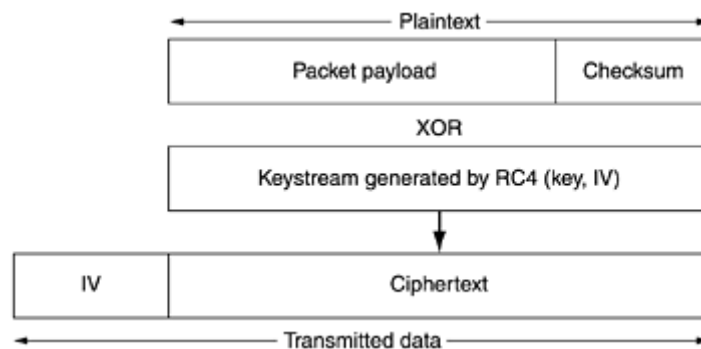 Plaintext
Packet payload Checksum
XOR
Keystream generated by RC4 (key, IV)
IV Ciphertext
Transmitted data